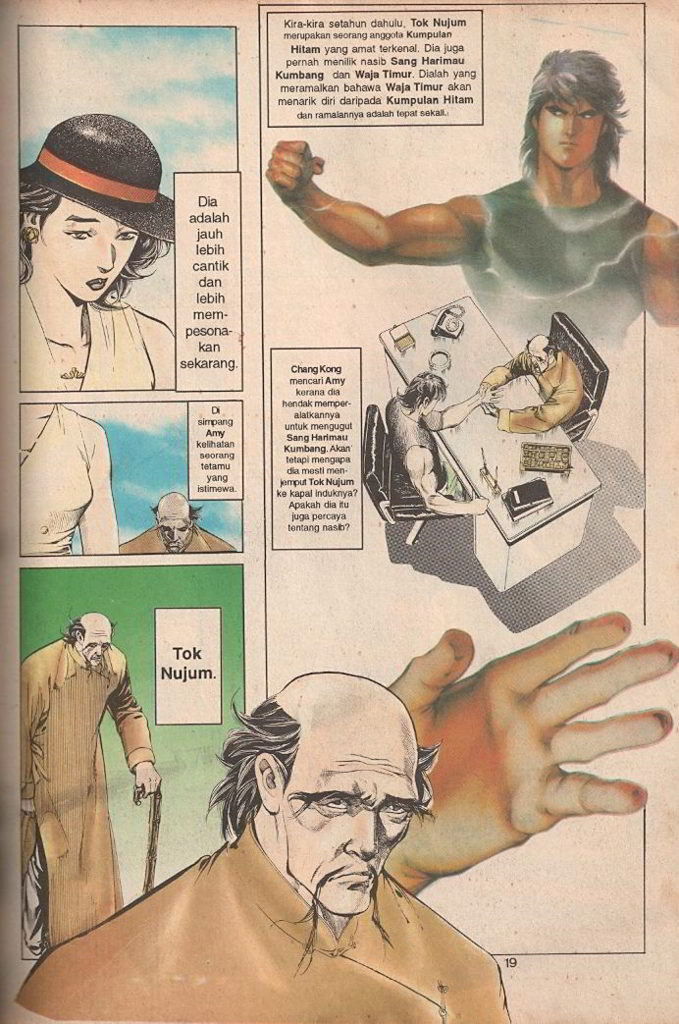 Dia
adalah
jauh
lebih
cantik
dan
lebih
mem-
pesona-
kan
sekarang.
Di
simpang
Amy
kelihatan
seorang
tetamu
yang
istimewa.
Tok
Nujum.
Kira-kira setahun dahulu, Tok Nujum
merupakan seorang anggota Kumpulan
Hitam yang amat terkenal. Dia juga
pernah menilik nasib Sang Harimau
Kumbang dan Waja Timur. Dialah yang
meramalkan bahawa Waja Timur akan
menarik diri daripada Kumpulan Hitam
dan ramalannya adalah tepat sekali.
Chang Kong
mencari Amy
kerana dia
hendak memper-
alatkannya
untuk mengugut
Sang Harimau
Kumbang. Akan
tetapi mengapa
dia mesti men-
jemput Tok Nujum
ke kapal induknya?
Apakah dia itu
juga percaya
tentang nasib?
19